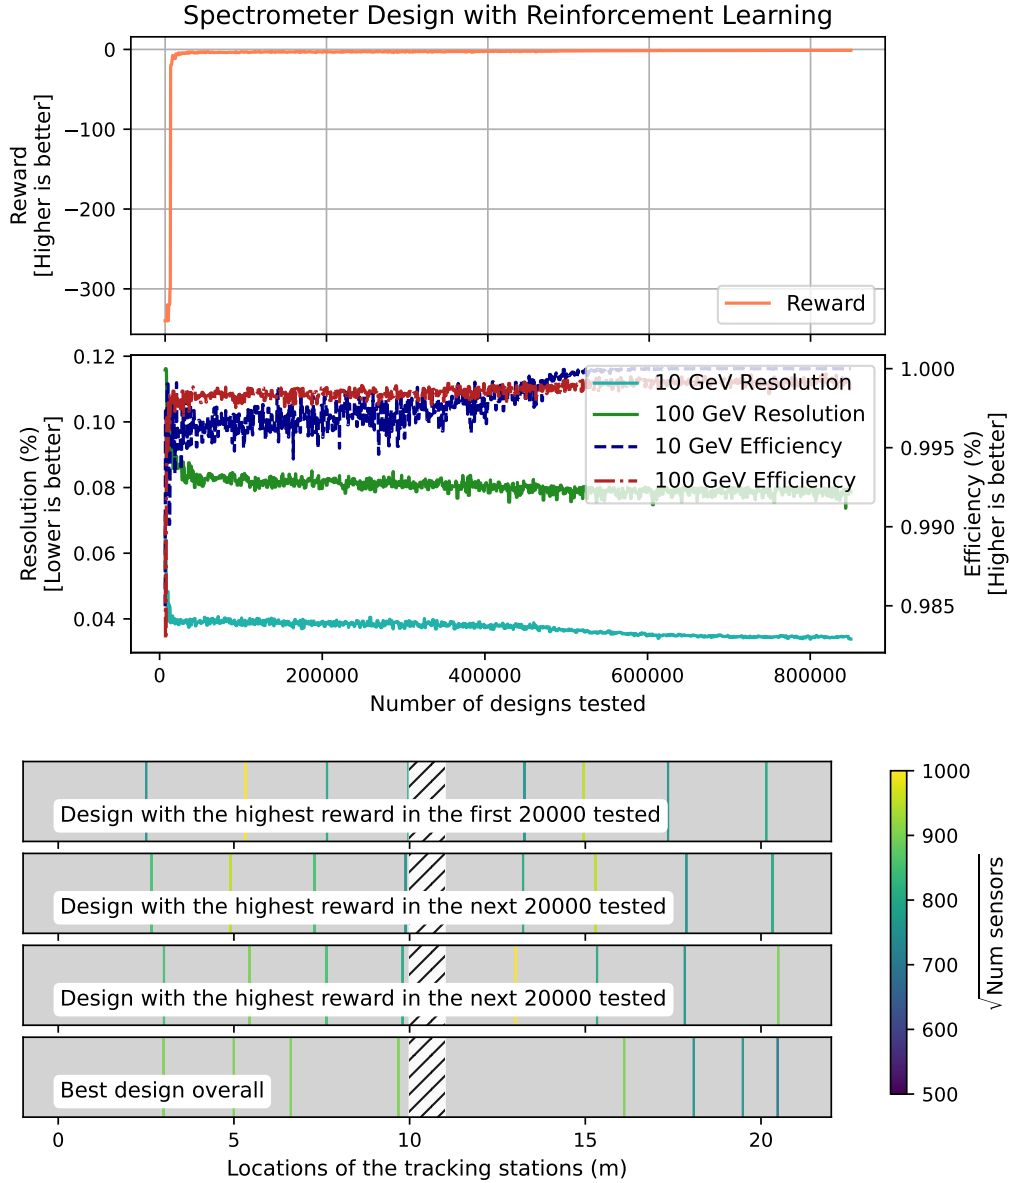 Spectrometer Design with Reinforcement Learning
0
−100
−200
−300
Reward
[Higher is better]
Reward
0.12
0.10
0.08
0.06
0.04
Resolution (%)
[Lower is better]
10 GeV Resolution
100 GeV Resolution
10 GeV Efficiency
100 GeV Efficiency
1.000
0.995
0.990
0.985
Efficiency (%)
[Higher is better]
0 200000 400000 600000 800000
Number of designs tested
Design with the highest reward in the first 20000 tested
Design with the highest reward in the next 20000 tested
Design with the highest reward in the next 20000 tested
Best design overall
0 5 10 15 20
Locations of the tracking stations (m)
1000
900
800
700
600
500
√Num sensors